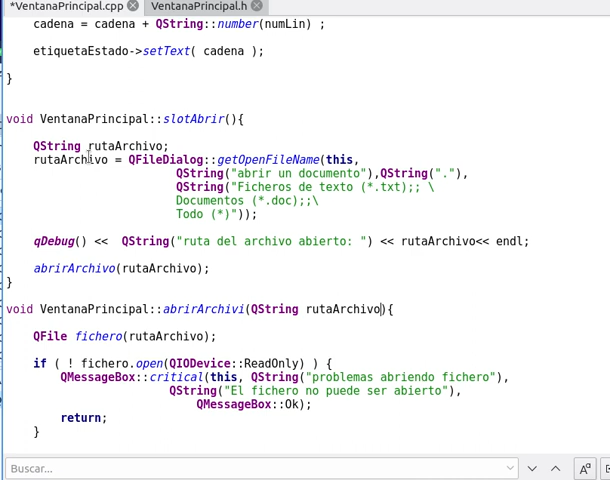 *VentanaPrincipal.cpp VentanaPrincipal.h
cadena = cadena + QString::number(numLin) ;
etiquetaEstado->setText( cadena );
}
void VentanaPrincipal::slotAbrir(){
QString rutaArchivo;
rutaArchivo = QFileDialog::getOpenFileName(this,
QString("abrir un documento"),QString("."),
QString("Ficheros de texto (*.txt);; \
Documentos (*.doc);;\
Todo (*)"));
qDebug() << QString("ruta del archivo abierto: ") << rutaArchivo<< endl;
abrirArchivo(rutaArchivo);
}
void VentanaPrincipal::abrirArchivi(QString rutaArchivo){
QFile fichero(rutaArchivo);
if ( ! fichero.open(QIODevice::ReadOnly) ) {
QMessageBox::critical(this, QString("problemas abriendo fichero"),
QString("El fichero no puede ser abierto"),
QMessageBox::Ok);
return;
}
Buscar...